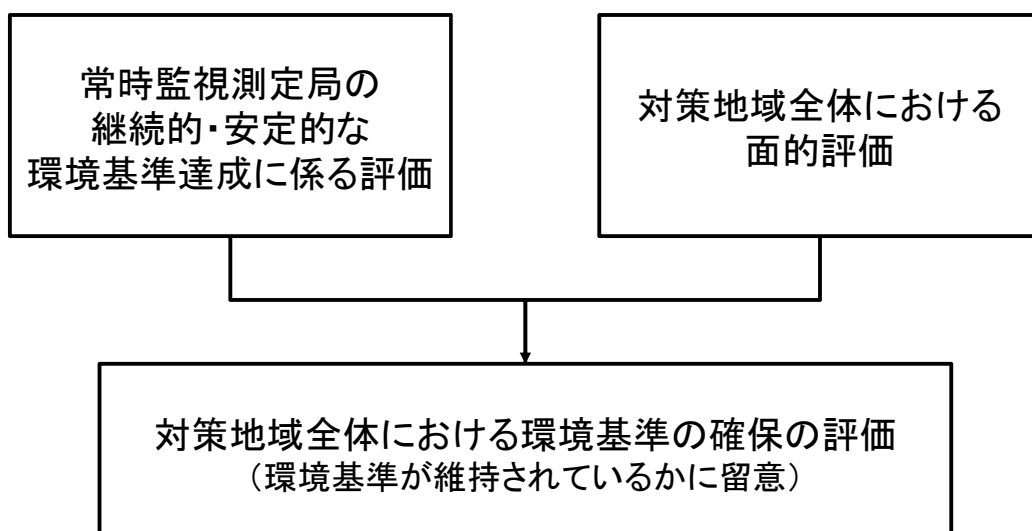 常時監視測定局の
継続的・安定的な
環境基準達成に係る評価
対策地域全体における
面的評価
対策地域全体における環境基準の確保の評価
（環境基準が維持されているかに留意）